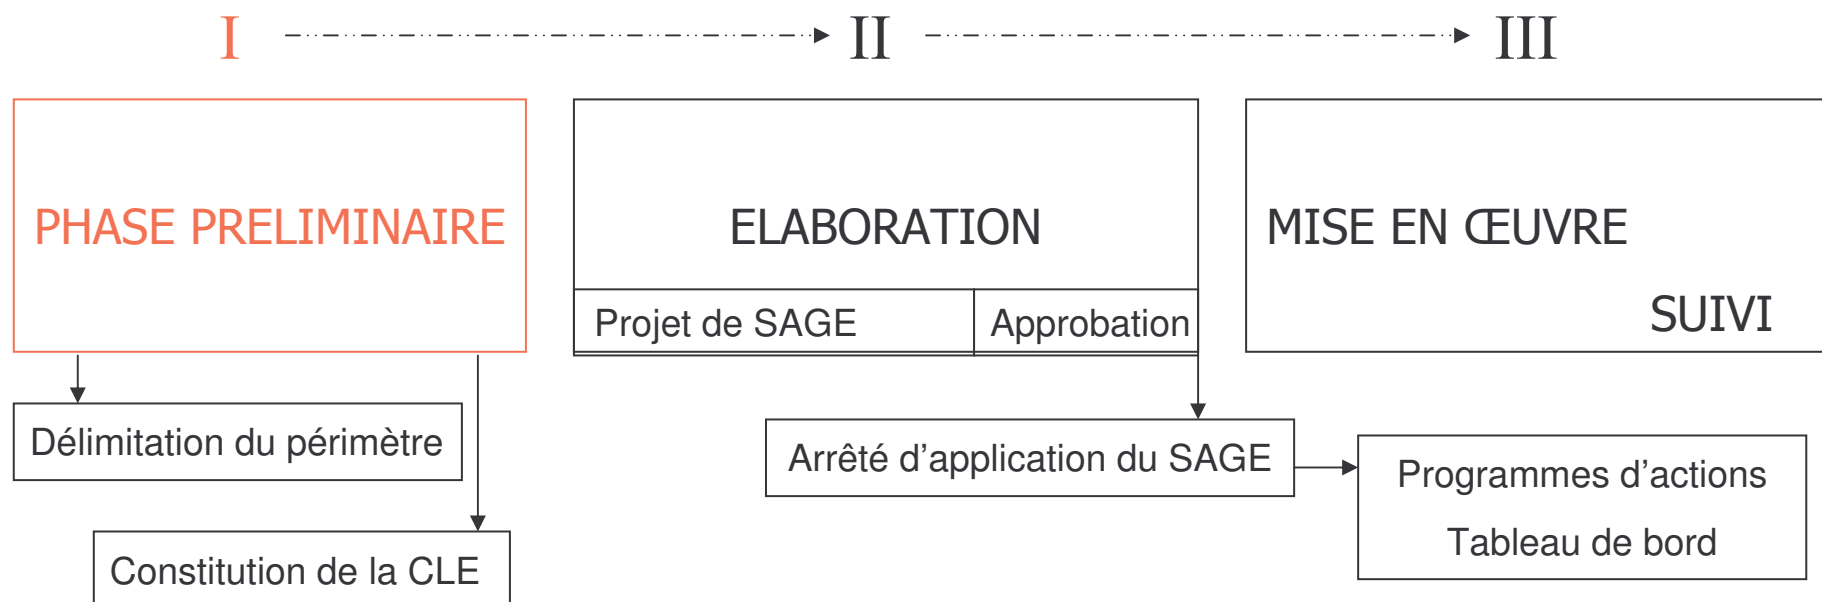 I
II
III
PHASE PRELIMINAIRE
ELABORATION
MISE EN ŒUVRE
SUIVI
Projet de SAGE
Approbation
Délimitation du périmètre
Arrêté d’application du SAGE
Programmes d’actions
Tableau de bord
Constitution de la CLE